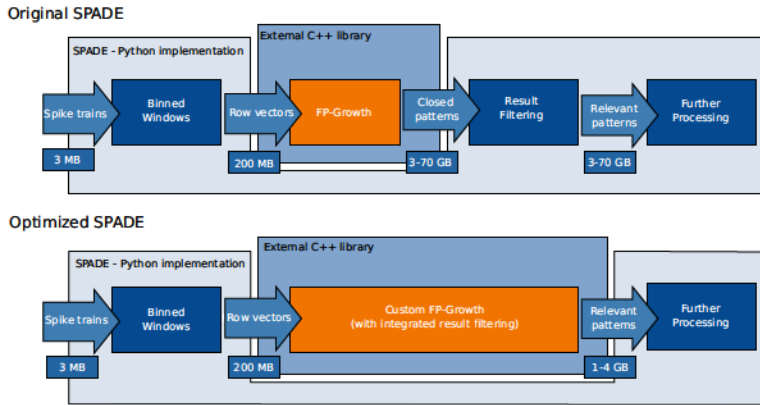 Original SPADE
External C++ library
SPADE - Python implementation
Spike trains
Binned
Windows
Row vectors
FP-Growth
Closed
patterns
Result
Filtering
Relevant
patterns
Further
Processing
3 MB
200 MB
3-70 GB
3-70 GB
Optimized SPADE
External C++ library
SPADE - Python implementation
Spike trains
Binned
Windows
Row vectors
Custom FP-Growth
(with integrated result filtering)
Relevant
patterns
Further
Processing
3 MB
200 MB
1-4 GB